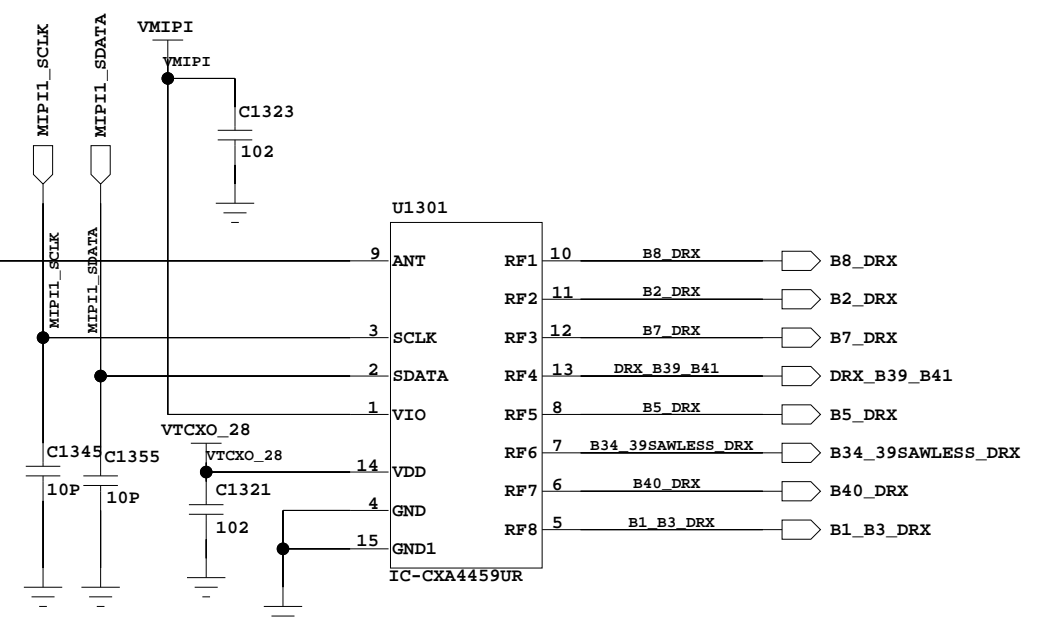 MIPI1_SCLK
MIPI1_SDATA
VMIPI
VMIPI
C1323
102
U1301
MIPI1_SCLK
MIPI1_SDATA
9 ANT RF1 10 B8_DRX B8_DRX
RF2 11 B2_DRX B2_DRX
3 SCLK RF3 12 B7_DRX B7_DRX
2 SDATA RF4 13 DRX_B39_B41 DRX_B39_B41
1 VIO RF5 8 B5_DRX B5_DRX
VTCXO_28
VTCXO_28
C1345 C1355
10P 10P
RF6 7 B34_39SAWLESS_DRX B34_39SAWLESS_DRX
14 VDD
C1321
102
RF7 6 B40_DRX B40_DRX
4 GND
RF8 5 B1_B3_DRX B1_B3_DRX
15 GND1
IC-CXA4459UR